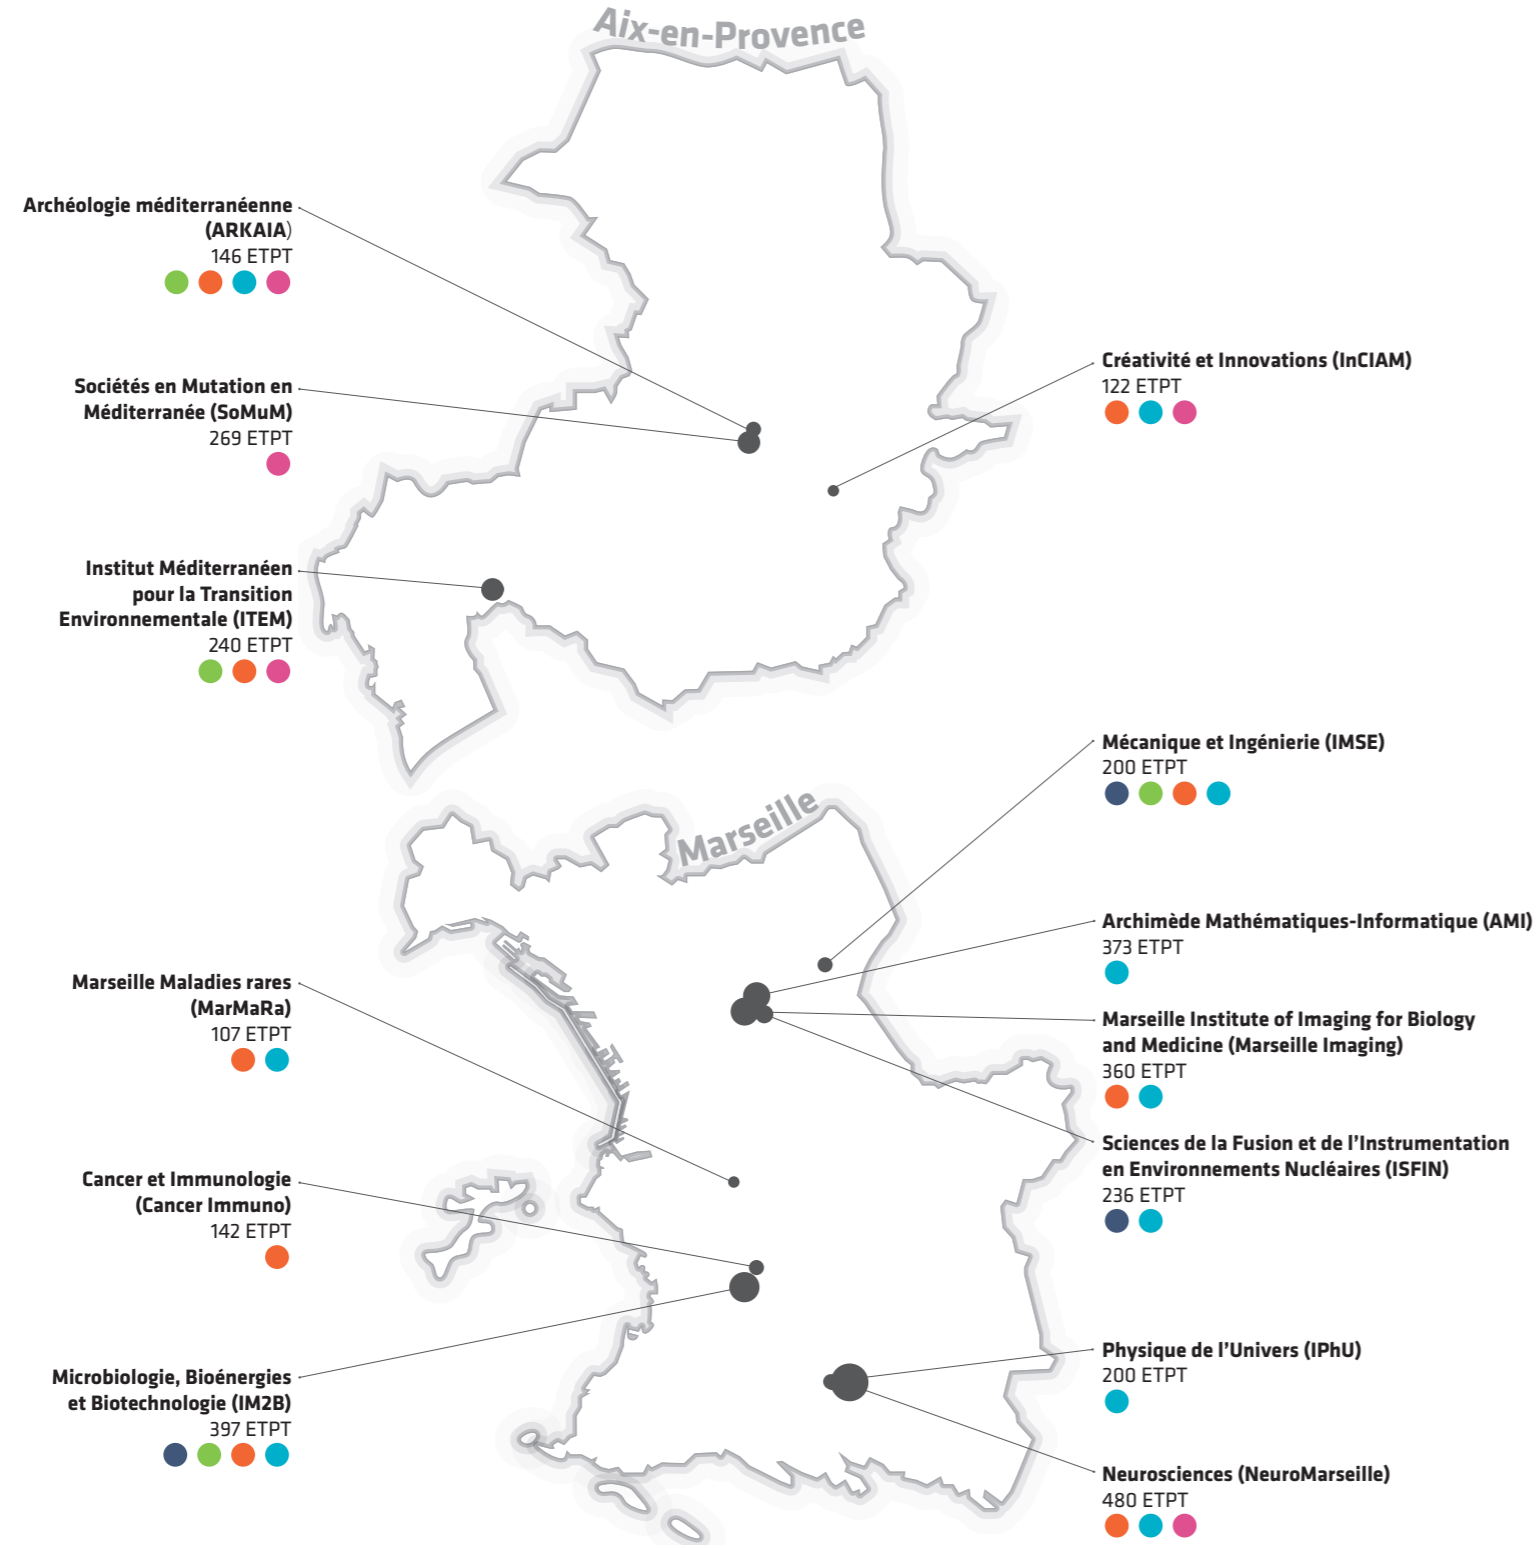 Aix-en-Provence
Archéologie méditerranéenne
(ARKAIA)
146 ETPT
Sociétés en Mutation en
Méditerranée (SoMuM)
269 ETPT
Institut Méditerranéen
pour la Transition
Environnementale (ITEM)
240 ETPT
Créativité et Innovations (InCIAM)
122 ETPT
Marseille
Marseille Maladies rares
(MarMaRa)
107 ETPT
Cancer et Immunologie
(Cancer Immuno)
142 ETPT
Microbiologie, Bioénergies
et Biotechnologie (IM2B)
397 ETPT
Mécanique et Ingénierie (IMSE)
200 ETPT
Archimède Mathématiques-Informatique (AMI)
373 ETPT
Marseille Institute of Imaging for Biology
and Medicine (Marseille Imaging)
360 ETPT
Sciences de la Fusion et de l'Instrumentation
en Environnements Nucléaires (ISFIN)
236 ETPT
Physique de l'Univers (IPhU)
200 ETPT
Neurosciences (NeuroMarseille)
480 ETPT